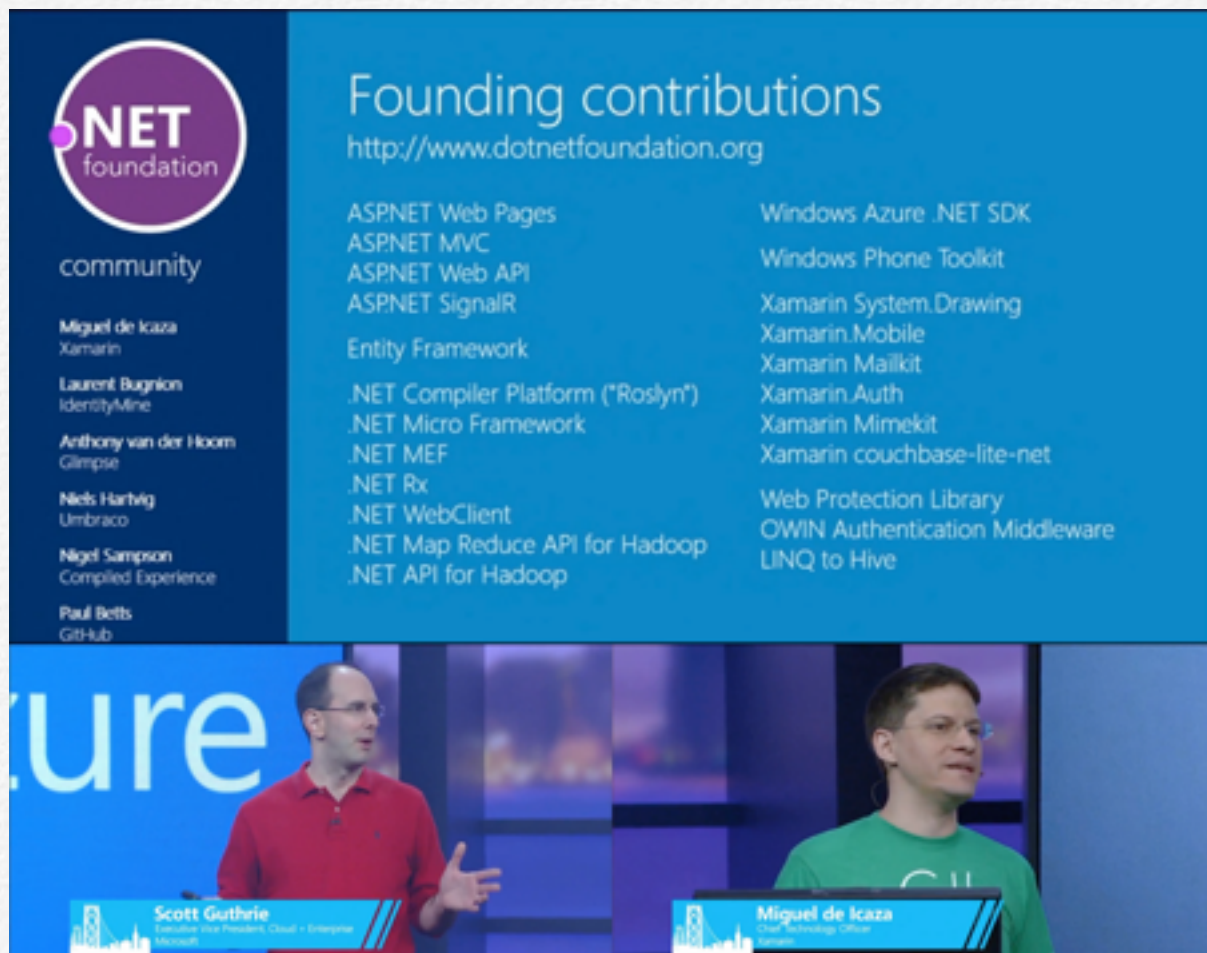 .NET
foundation
community
Miguel de Icaza
Xamarin
Laurent Bugnion
IdentityMine
Anthony van der Hoorn
Glimpse
Niels Hartvig
Umbraco
Nigel Sampson
Compiled Experience
Paul Betts
GitHub
Founding contributions
http://www.dotnetfoundation.org
ASP.NET Web Pages
ASP.NET MVC
ASP.NET Web API
ASP.NET SignalR
Entity Framework
.NET Compiler Platform ("Roslyn")
.NET Micro Framework
.NET MEF
.NET Rx
.NET WebClient
.NET Map Reduce API for Hadoop
.NET API for Hadoop
Windows Azure .NET SDK
Windows Phone Toolkit
Xamarin System.Drawing
Xamarin.Mobile
Xamarin Mailkit
Xamarin.Auth
Xamarin Mimekit
Xamarin couchbase-lite-net
Web Protection Library
OWIN Authentication Middleware
LINQ to Hive
zure
Scott Guthrie
Executive Vice President, Cloud + Enterprise
Microsoft
Miguel de Icaza
Chief Technology Officer
Xamarin